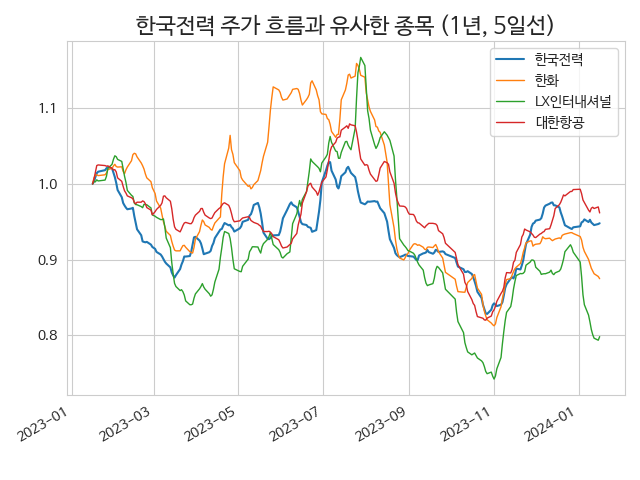 한국전력 주가 흐름과 유사한 종목 (1년, 5일선)
한국전력
한화
LX인터내셔널
대한항공
1.1
1.0
0.9
0.8
2023-01
2023-03
2023-05
2023-07
2023-09
2023-11
2024-01